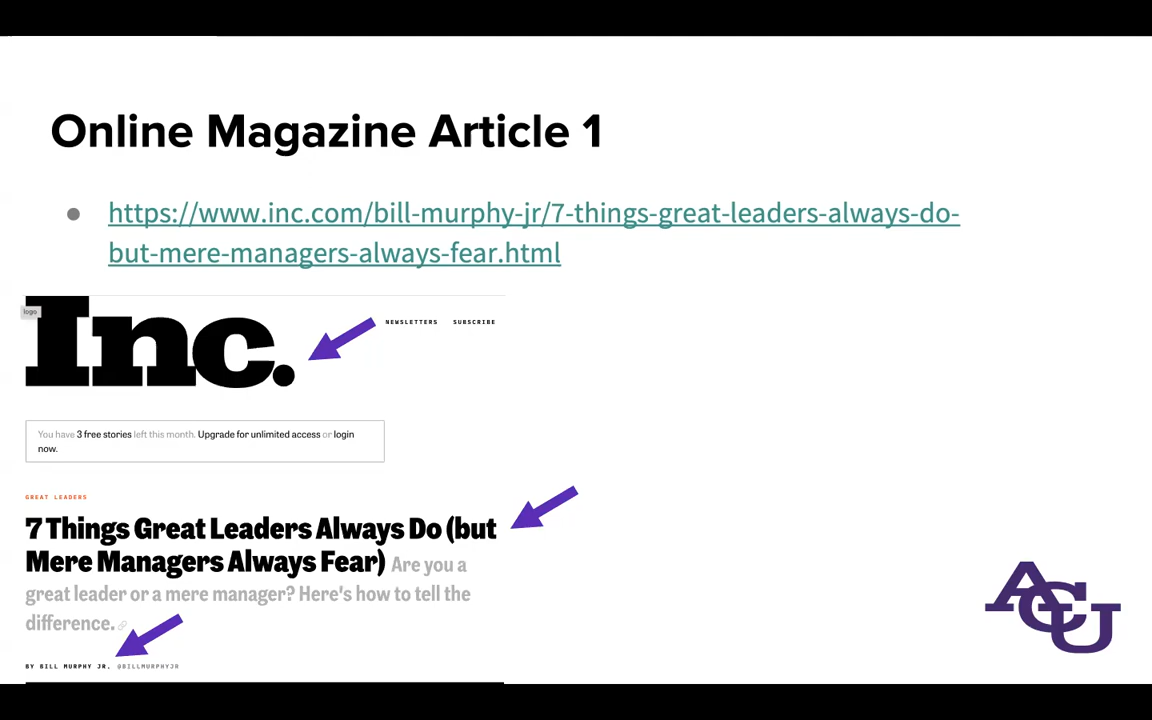 Online Magazine Article 1
● https://www.inc.com/bill-murphy-jr/7-things-great-leaders-always-do-
but-mere-managers-always-fear.html
logo
Inc.
NEWSLETTERS SUBSCRIBE
You have 3 free stories left this month. Upgrade for unlimited access or login
now.
GREAT LEADERS
7 Things Great Leaders Always Do (but
Mere Managers Always Fear) Are you a
great leader or a mere manager? Here's how to tell the
difference.
BY BILL MURPHY JR. @BILLMURPHYJR
ACU